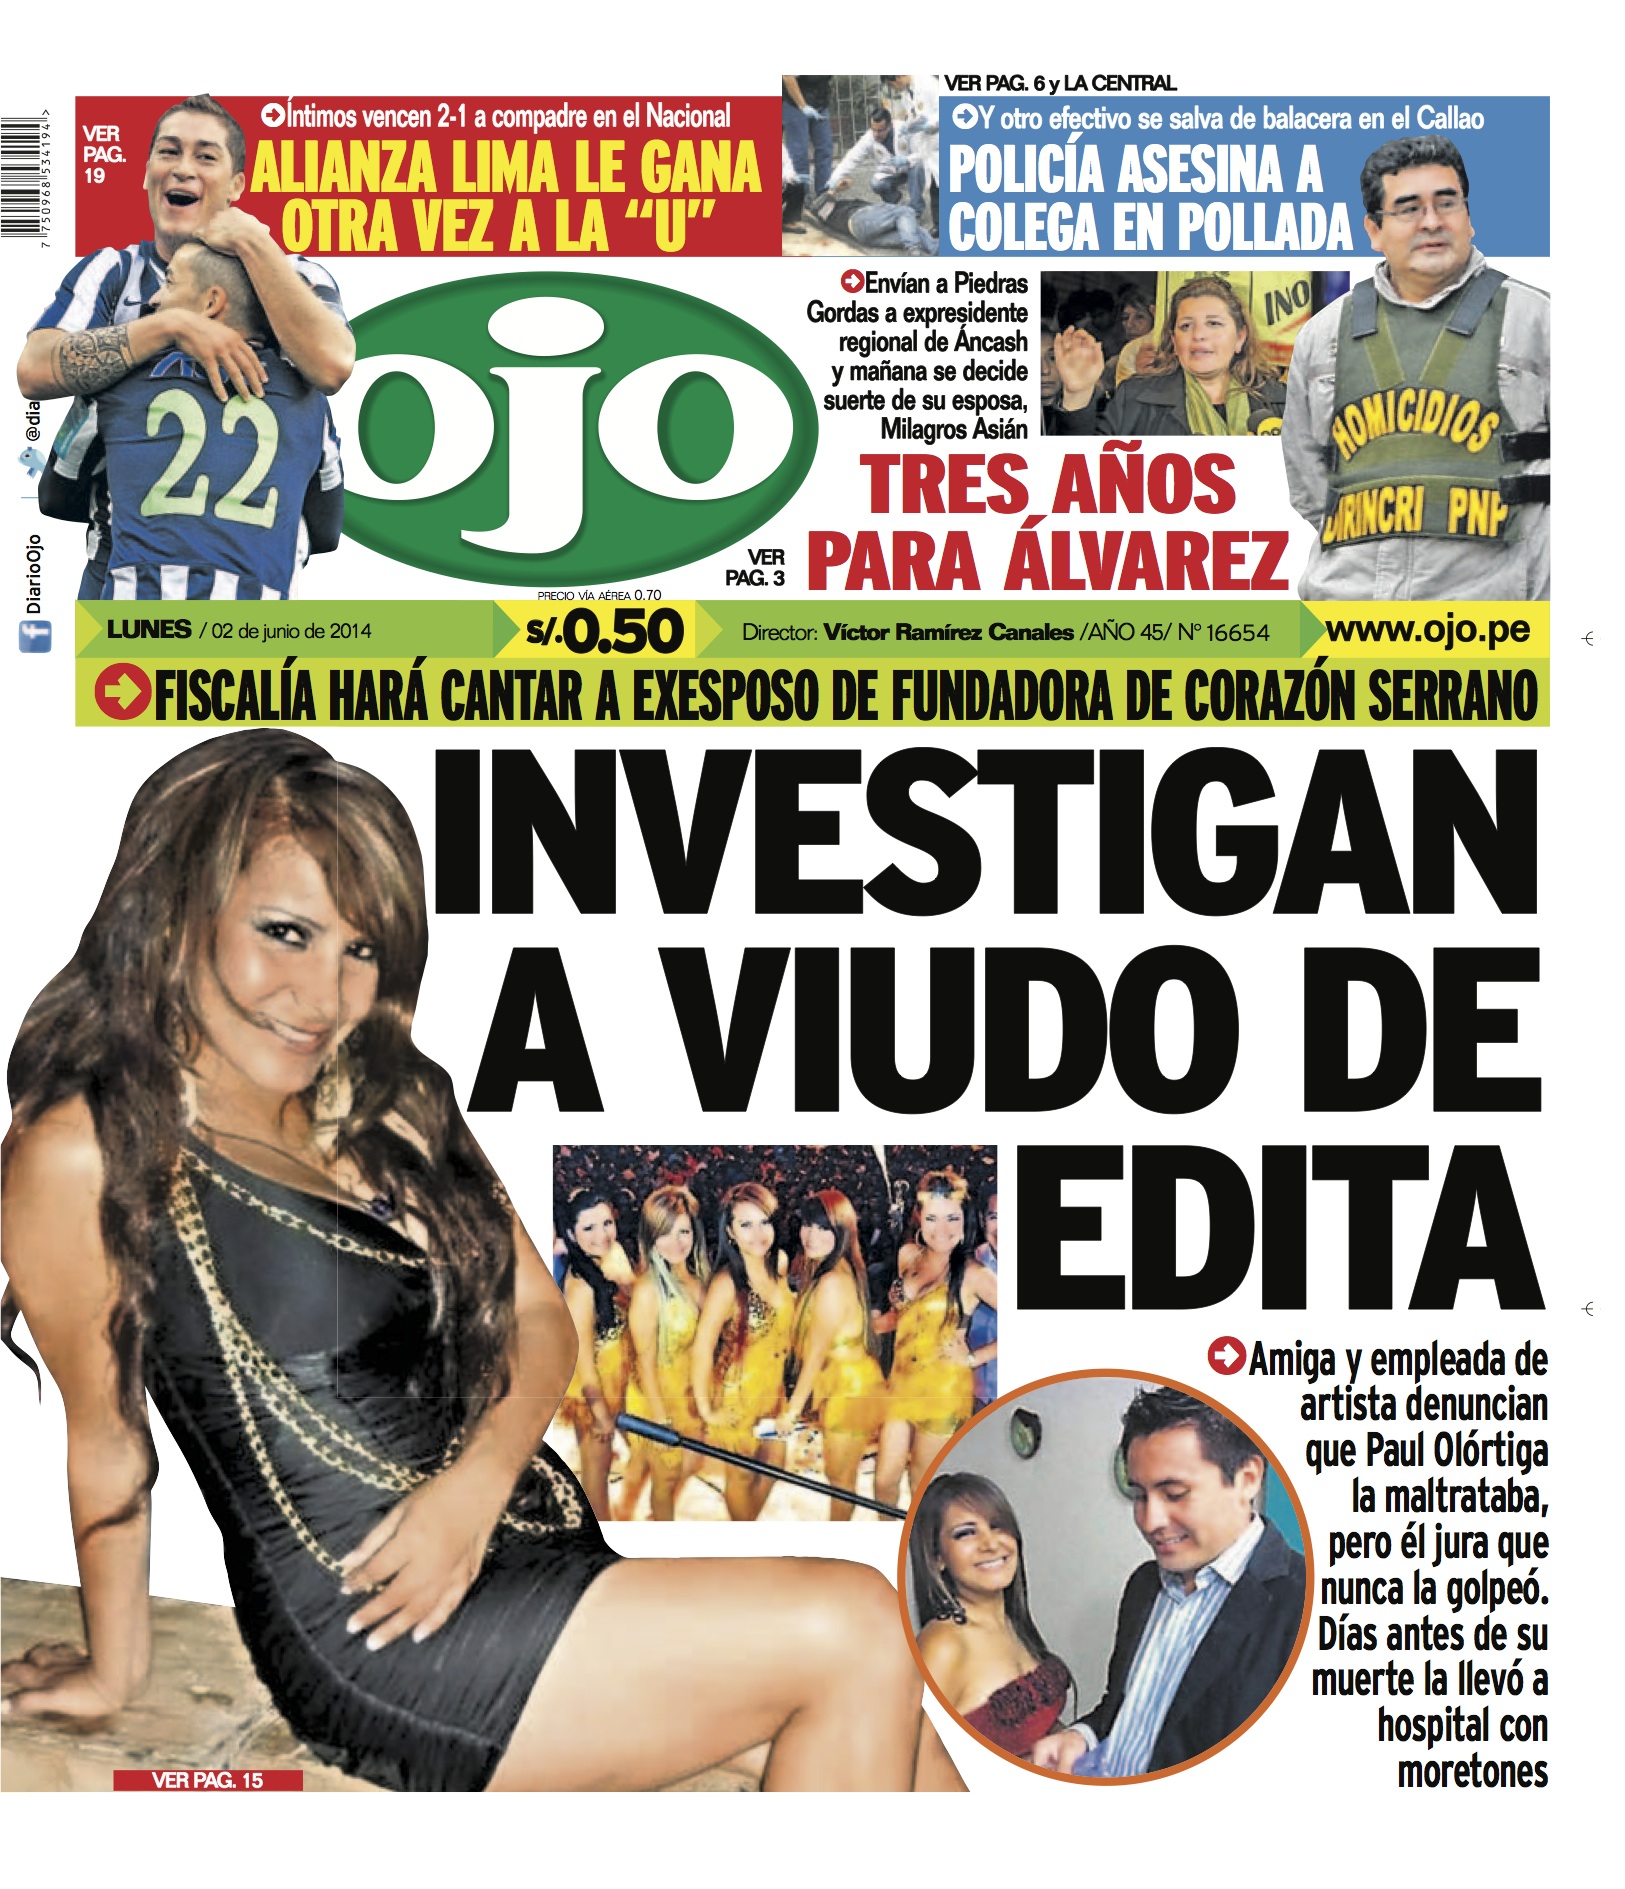 VER PAG. 6 y LA CENTRAL
VER
PAG.
19
Íntimos vencen 2-1 a compadre en el Nacional
ALIANZA LIMA LE GANA
OTRA VEZ A LA “U”
Y otro efectivo se salva de balacera en el Callao
POLICÍA ASESINA A
COLEGA EN POLLADA
7 750968 534194 >
@dia
DiarioOjo
f
22
ojo
Envían a Piedras
Gordas a expresidente
regional de Áncash
y mañana se decide
suerte de su esposa,
Milagros Asián
INO
HOMICIDIOS
DIRINCRI PNP
TRES AÑOS
PARA ÁLVAREZ
VER
PAG. 3
PRECIO VÍA AÉREA 0.70
LUNES / 02 de junio de 2014
S/.0.50
Director: Víctor Ramírez Canales /AÑO 45/ Nº 16654
www.ojo.pe
FISCALÍA HARÁ CANTAR A EXESPOSO DE FUNDADORA DE CORAZÓN SERRANO
INVESTIGAN
A VIUDO DE
EDITA
Amiga y empleada de
artista denuncian
que Paul Olórtiga
la maltrataba,
pero él jura que
nunca la golpeó.
Días antes de su
muerte la llevó a
hospital con
moretones
VER PAG. 15